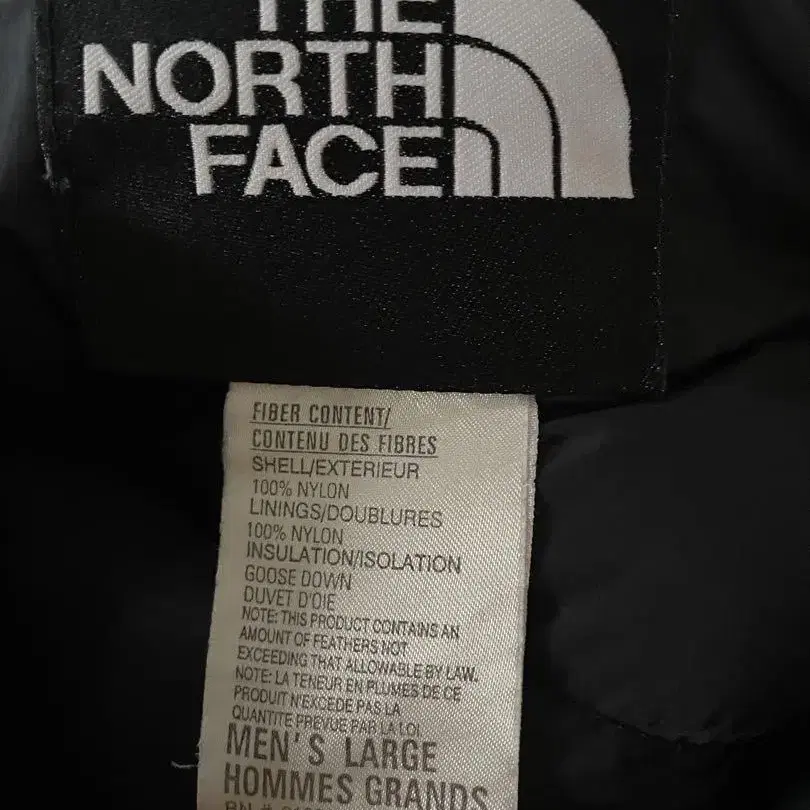 THE
NORTH
FACE
FIBER CONTENT/
CONTENU DES FIBRES
SHELL/EXTERIEUR
100% NYLON
LININGS/DOUBLURES
100% NYLON
INSULATION/ISOLATION
GOOSE DOWN
DUVET D'OIE
NOTE: THIS PRODUCT CONTAINS AN
AMOUNT OF FEATHERS NOT
EXCEEDING THAT ALLOWABLE BY LAW.
NOTE: LA TENEUR EN PLUMES DE CE
PRODUIT N'EXCEDE PAS LA
QUANTITE PREVUE PAR LA LOI.
MEN'S LARGE
HOMMES GRANDS
RN #